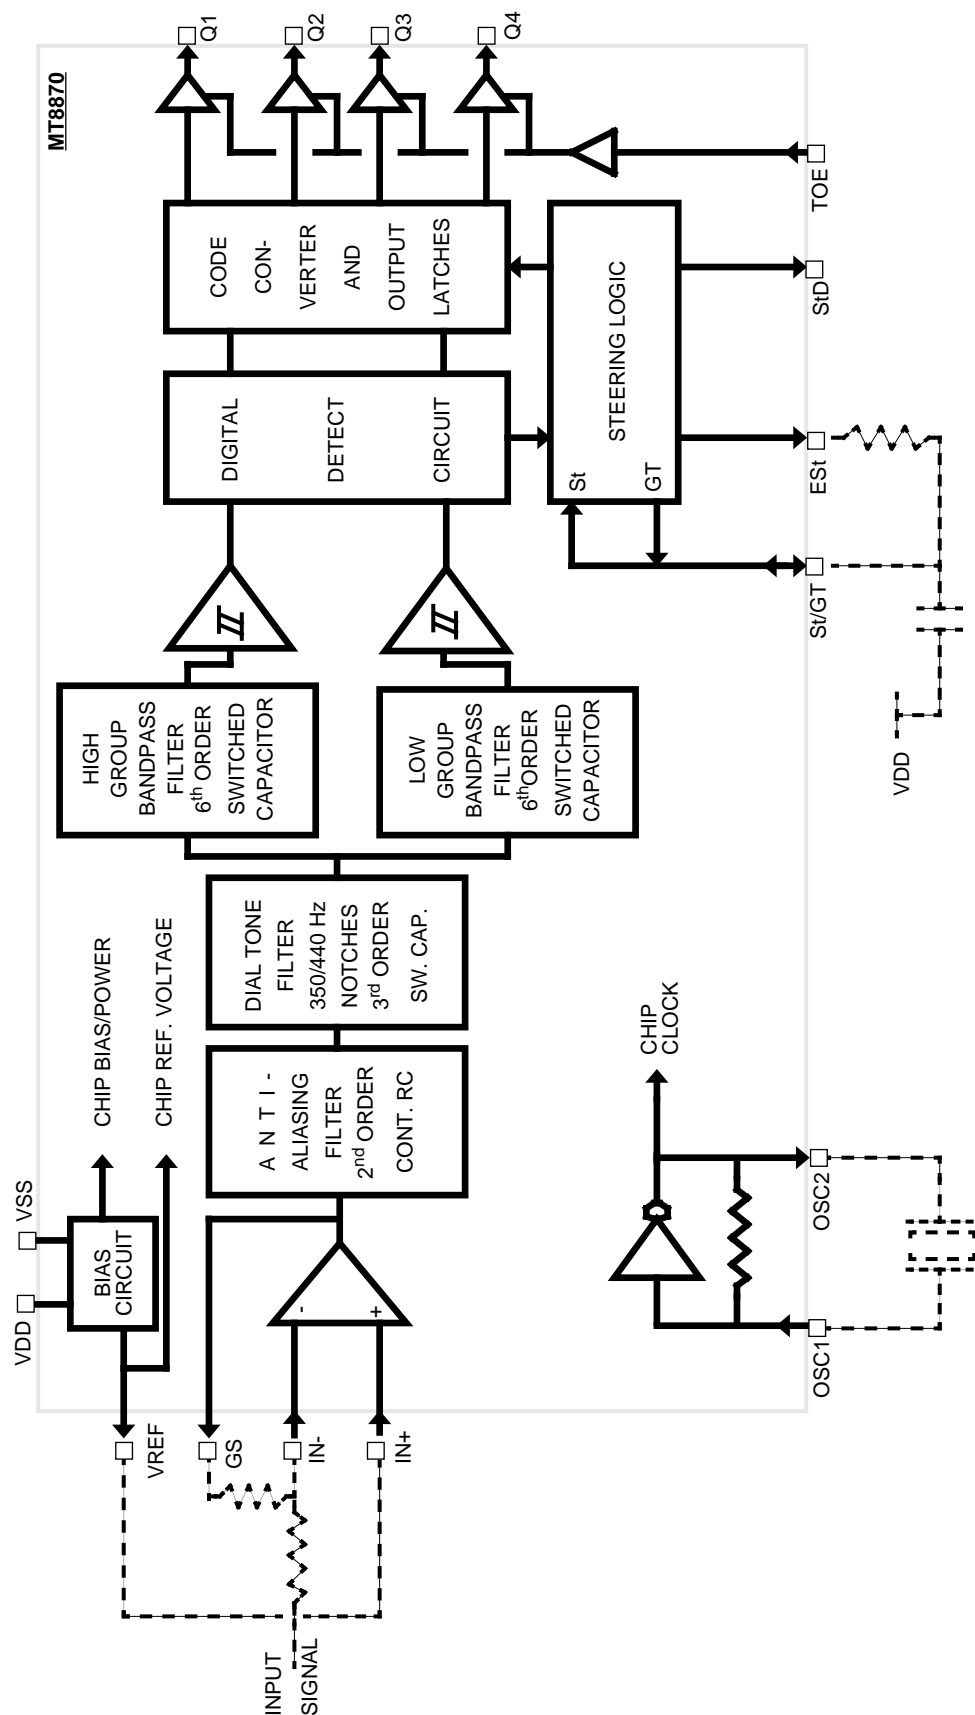 MT8870
VDD
VSS
BIAS
CIRCUIT
CHIP BIAS/POWER
CHIP REF. VOLTAGE
VREF
GS
IN-
IN+
INPUT
SIGNAL
-
+
A N T I -
ALIASING
FILTER
2nd ORDER
CONT. RC
DIAL TONE
FILTER
350/440 Hz
NOTCHES
3rd ORDER
SW. CAP.
HIGH
GROUP
BANDPASS
FILTER
6th ORDER
SWITCHED
CAPACITOR
LOW
GROUP
BANDPASS
FILTER
6thORDER
SWITCHED
CAPACITOR
DIGITAL
DETECT
CIRCUIT
CODE
CON-
VERTER
AND
OUTPUT
LATCHES
Q1
Q2
Q3
Q4
St
GT
STEERING LOGIC
CHIP
CLOCK
OSC1
OSC2
St/GT
ESt
StD
TOE
VDD